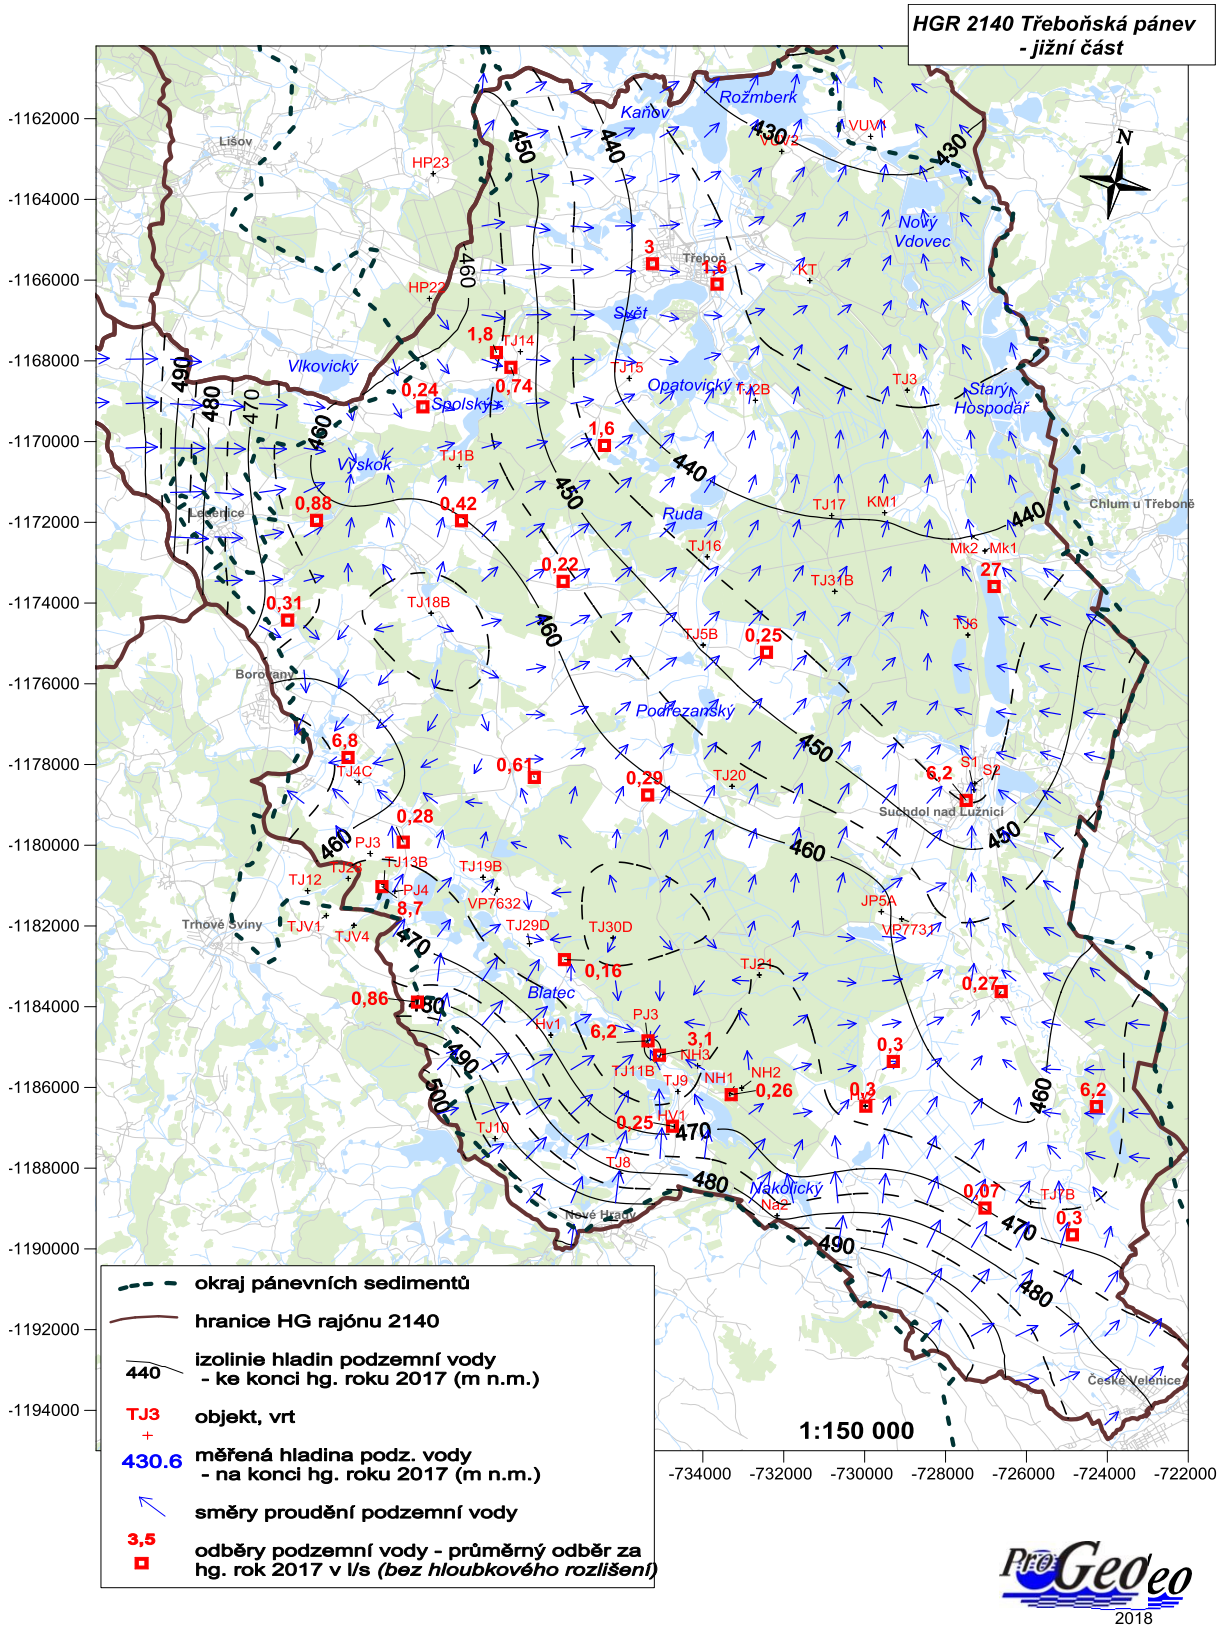 HGR 2140 Třeboňská pánev
- jižní část
-1162000
-1164000
-1166000
-1168000
-1170000
-1172000
-1174000
-1176000
-1178000
-1180000
-1182000
-1184000
-1186000
-1188000
-1190000
-1192000
-1194000
N
Rožmberk
Kaňov
450
440
430
VUV2
VUV1
430
Lišov
HP23
Nový
Vdovec
3
Třeboň
1,6
KT
460
HP22
Svět
1,8
TJ14
0,74
Vlkovický
0,24
Spolský
TJ15
Opatovický
TJ2B
TJ3
Starý
Hospodář
490
480
470
460
1,6
Výskok
TJ1B
440
450
0,88
0,42
Ledenice
Ruda
TJ17
KM1
440
Chlum u Třeboně
TJ16
Mk2
Mk1
0,22
27
TJ31B
0,31
TJ18B
460
TJ5B
0,25
TJ6
Borovany
Podřezanský
450
6,8
TJ4C
0,61
0,29
TJ20
6,2
S1
S2
Suchdol nad Lužnicí
0,28
460
PJ3
TJ13B
460
450
TJ12
TJ23
TJ19B
PJ4
VP7632
8,7
JP5A
Trhové Sviny
TJV1
TJV4
470
TJ29D
TJ30D
VP7731
0,16
TJ21
0,27
Blatec
0,86
480
Hv1
6,2
PJ3
3,1
NH3
0,3
490
TJ11B
TJ9
NH1
NH2
0,26
0,3
460
6,2
500
0,25
HV1
470
TJ10
TJ8
480
Nakolický
Na2
0,07
TJ7B
470
0,3
Nové Hrady
490
480
České Velenice
okraj pánevních sedimentů
hranice HG rajónu 2140
440
izolinie hladin podzemní vody
- ke konci hg. roku 2017 (m n.m.)
TJ3
objekt, vrt
430.6
měřená hladina podz. vody
- na konci hg. roku 2017 (m n.m.)
směry proudění podzemní vody
3,5
odběry podzemní vody - průměrný odběr za
hg. rok 2017 v l/s (bez hloubkového rozlišení)
1:150 000
-734000
-732000
-730000
-728000
-726000
-724000
-722000
ProGeo
eo
2018